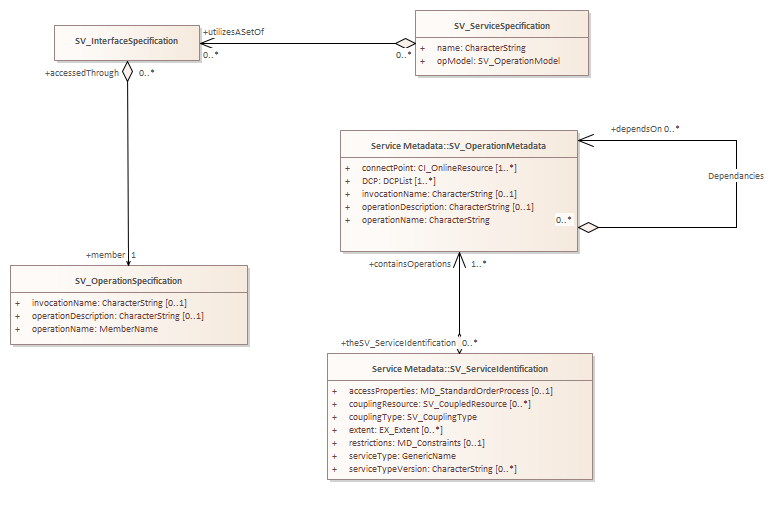 SV_InterfaceSpecification
+utilizesASetOf
0..*
0..*
SV_ServiceSpecification
+ name: CharacterString
+ opModel: SV_OperationModel
+accessedThrough
0..*
+member
1
SV_OperationSpecification
+ invocationName: CharacterString [0..1]
+ operationDescription: CharacterString [0..1]
+ operationName: MemberName
Service Metadata::SV_OperationMetadata
+ connectPoint: CI_OnlineResource [1..*]
+ DCP: DCPList [1..*]
+ invocationName: CharacterString [0..1]
+ operationDescription: CharacterString [0..1]
+ operationName: CharacterString
0..*
+dependsOn 0..*
Dependancies
+containsOperations
1..*
+theSV_ServiceIdentification
0..*
Service Metadata::SV_ServiceIdentification
+ accessProperties: MD_StandardOrderProcess [0..1]
+ couplingResource: SV_CoupledResource [0..*]
+ couplingType: SV_CouplingType
+ extent: EX_Extent [0..*]
+ restrictions: MD_Constraints [0..1]
+ serviceType: GenericName
+ serviceTypeVersion: CharacterString [0..*]